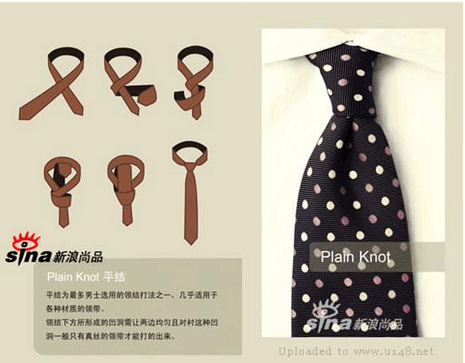 sina新浪尚品
Plain Knot 平结
平结为最多男士选用的领结打法之一，几乎适用于
各种材质的领带。
领结下方所形成的凹洞需让两边均匀且对衬这种凹
洞一般只有真丝的领带才能打的出来。
Plain Knot
sina新浪尚品
Uploaded to www.u148.net